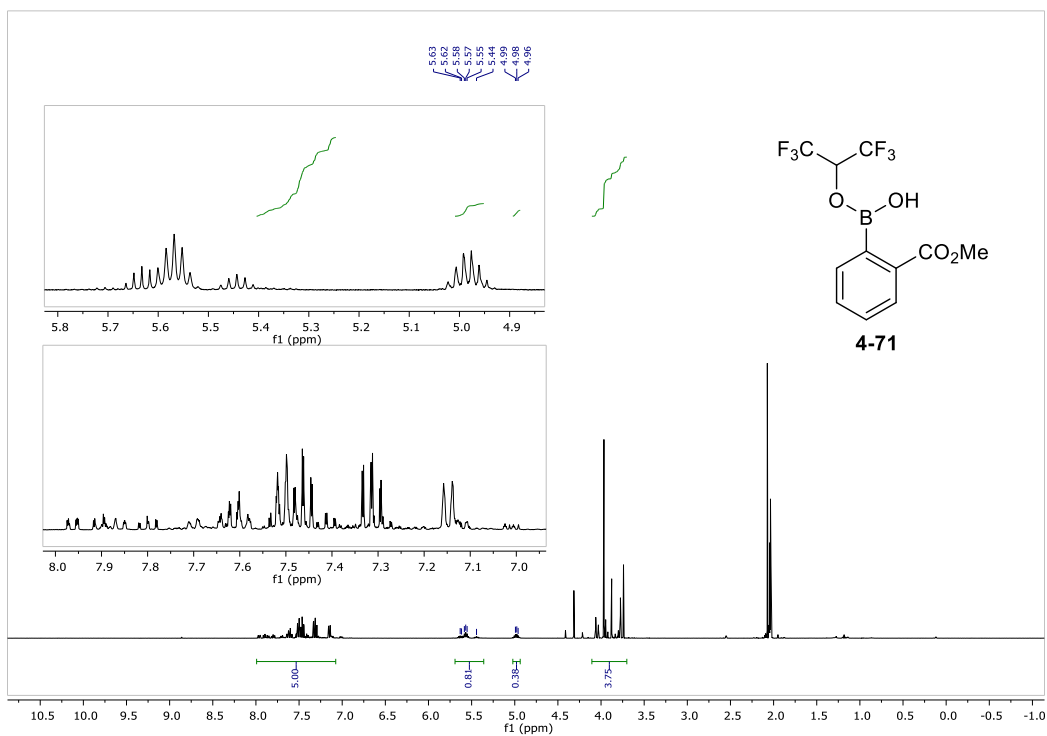 5.63 5.62 5.58 5.57 5.55 5.44 4.99 4.98 4.96
F3C CF3
O OH
B
CO2Me
4-71
5.8 5.7 5.6 5.5 5.4 5.3 5.2 5.1 5.0 4.9
f1 (ppm)
8.0 7.9 7.8 7.7 7.6 7.5 7.4 7.3 7.2 7.1 7.0
f1 (ppm)
5.00 0.81 0.38 3.75
10.5 10.0 9.5 9.0 8.5 8.0 7.5 7.0 6.5 6.0 5.5 5.0 4.5 4.0 3.5 3.0 2.5 2.0 1.5 1.0 0.5 0.0 -0.5 -1.0
f1 (ppm)